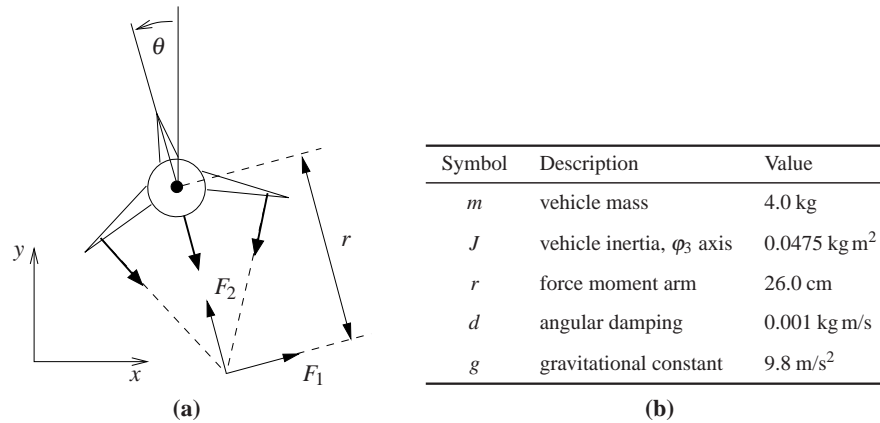 θ
r
F₂
F₁
y
x
(a)
Symbol Description Value
m vehicle mass 4.0 kg
J vehicle inertia, φ₃ axis 0.0475 kg m²
r force moment arm 26.0 cm
d angular damping 0.001 kg m/s
g gravitational constant 9.8 m/s²
(b)